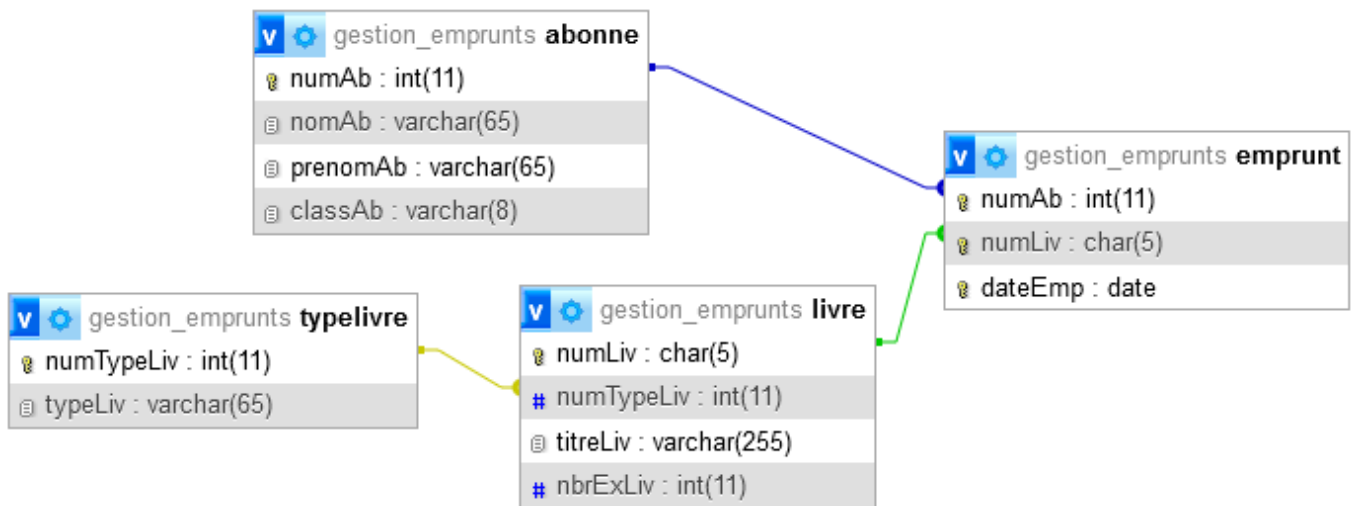 v gestion_emprunts abonne
numAb : int(11)
nomAb : varchar(65)
prenomAb : varchar(65)
classAb : varchar(8)
v gestion_emprunts emprunt
numAb : int(11)
numLiv : char(5)
dateEmp : date
v gestion_emprunts typelivre
numTypeLiv : int(11)
typeLiv : varchar(65)
v gestion_emprunts livre
numLiv : char(5)
# numTypeLiv : int(11)
titreLiv : varchar(255)
# nbrExLiv : int(11)